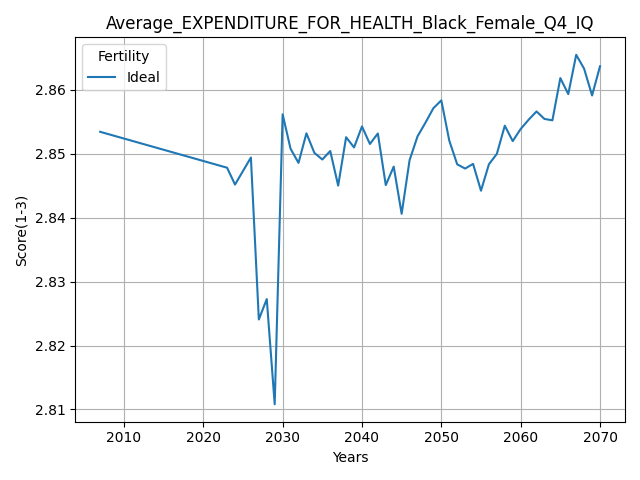 Average_EXPENDITURE_FOR_HEALTH_Black_Female_Q4_IQ
Fertility
Ideal
Score(1-3)
2.86
2.85
2.84
2.83
2.82
2.81
2010 2020 2030 2040 2050 2060 2070
Years